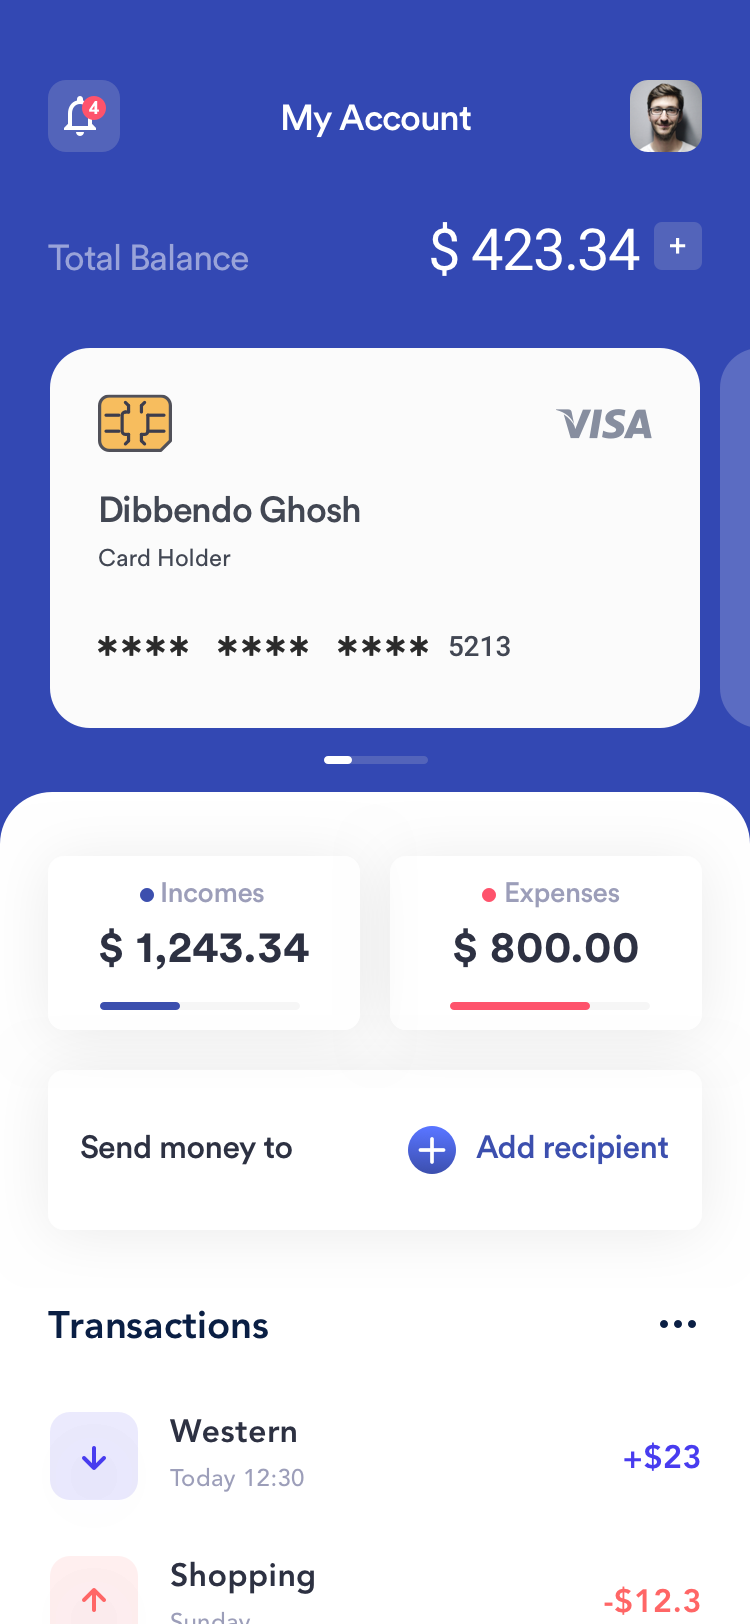 4
My Account
Total Balance
$ 423.34 +
VISA
Dibbendo Ghosh
Card Holder
**** **** **** 5213
Incomes
$ 1,243.34
Expenses
$ 800.00
Send money to
Add recipient
Transactions
Western
Today 12:30
+$23
Shopping
Sunday
-$12.3